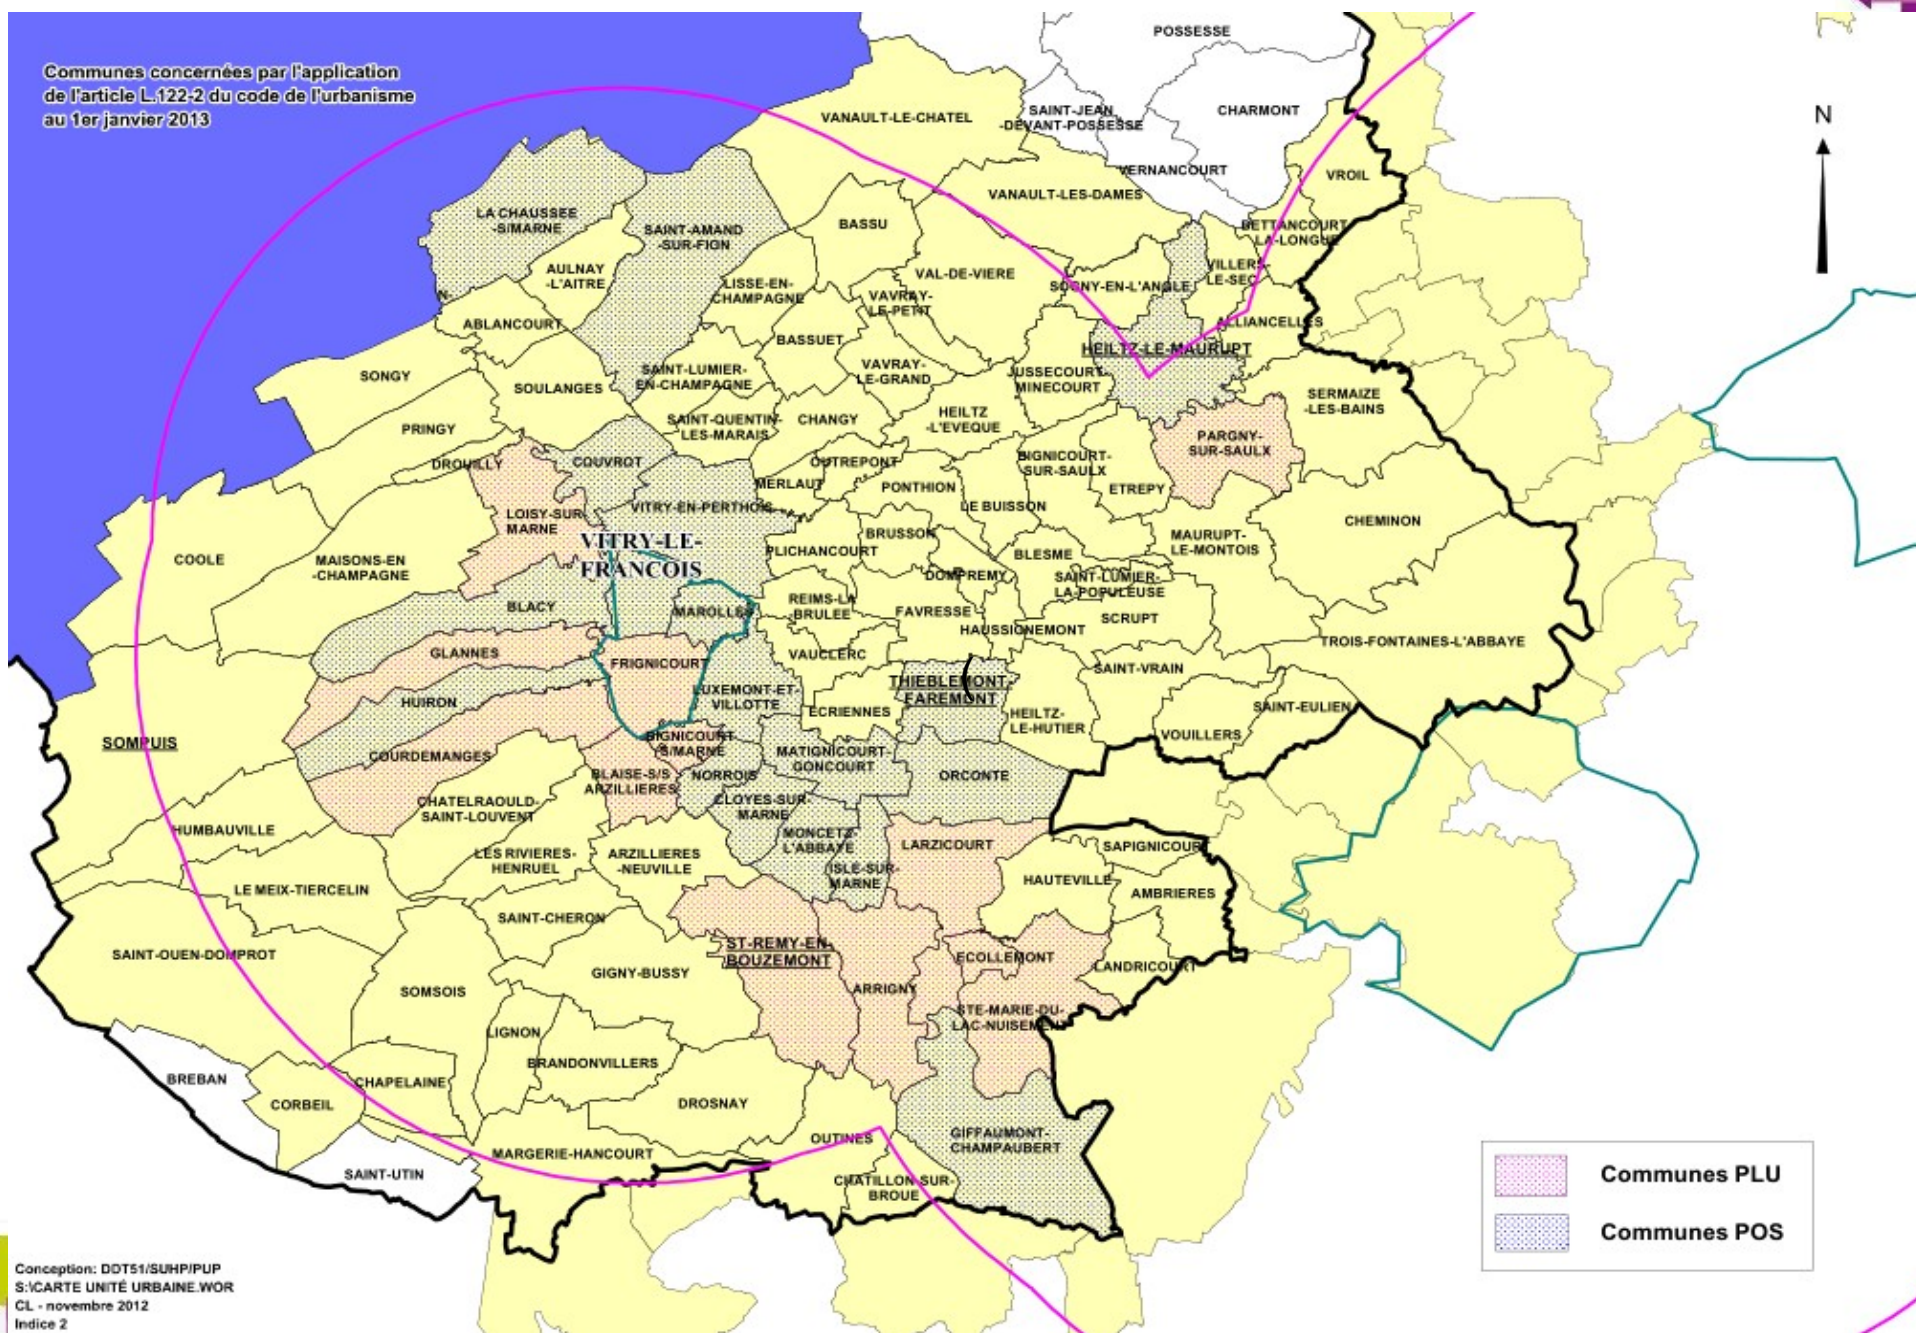 Communes concernées par l'application
de l'article L.122-2 du code de l'urbanisme
au 1er janvier 2013
POSSESSE
N
SAINT-JEAN
-DEVANT-POSSESSE
CHARMONT
VANAULT-LE-CHATEL
VERNANCOURT
VROIL
VANAULT-LES-DAMES
LA CHAUSSEE
-S/MARNE
SAINT-AMAND
-SUR-FIGN
BASSU
BETTANCOURT
-LA-LONGUE
AULNAY
-L'AITRE
LISSE-EN-
CHAMPAGNE
VAL-DE-VIERE
SOGNY-EN-L'ANGLE
VILLERS-
LE-SEC
VAVRAY-
LE-PETIT
ABLANCOURT
ALLIANCELLES
BASSUET
HEILTZ-LE-MAURUPT
SONGY
SOULANGES
SAINT-LUMIER-
EN-CHAMPAGNE
VAVRAY-
LE-GRAND
JUSSECOURT-
MINECOURT
SERMAIZE
-LES-BAINS
PRINGY
SAINT-QUENTIN-
LES-MARAIS
CHANGY
HEILTZ
-L'EVEQUE
PARGNY-
SUR-SAULX
DROUILLY
COUVROT
OUTREPONT
BIGNICOURT-
SUR-SAULX
MERLAUT
PONTHION
ETREPY
LOISY-SUR-
MARNE
VITRY-EN-PERTHOIS
LE BUISSON
CHEMINON
VITRY-LE-
FRANCOIS
COOLE
MAISONS-EN
-CHAMPAGNE
PLICHANCOURT
BRUSSON
BLESME
MAURUPT-
LE-MONTOIS
DOMPREMY
SAINT-LUMIER-
LA-POPULEUSE
BLACY
MAROLLES
REIMS-LA
-BRULEE
FAVRESSE
SCRUPT
HAUSSIGNEMONT
TROIS-FONTAINES-L'ABBAYE
GLANNES
FRIGNICOURT
VAUCLERC
SAINT-VRAIN
HUIRON
LUXEMONT-ET-
VILLOTTE
THIEBLEMONT-
FAREMONT
ECRIENNES
HEILTZ-
LE-HUTIER
SAINT-EULIEN
SOMPUIS
COURDEMANGES
BIGNICOURT
S/MARNE
VOUILLERS
MATIGNICOURT-
GONCOURT
BLAISE-S/S
ARZILLIERES
NORROIS
ORCONTE
CHATELRAOULD-
SAINT-LOUVENT
CLOYES-SUR-
MARNE
HUMBAUVILLE
MONCETZ-
L'ABBAYE
LARZICOURT
SAPIGNICOURT
LES RIVIERES-
HENRUEL
ARZILLIERES
-NEUVILLE
ISLE-SUR-
MARNE
HAUTEVILLE
LE MEIX-TIERCELIN
AMBRIERES
SAINT-CHERON
SAINT-OUEN-DOMPROT
ST-REMY-EN-
BOUZEMONT
ECOLLEMONT
LANDRICOURT
GIGNY-BUSSY
SOMSOIS
ARRIGNY
STE-MARIE-DU-
LAC-NUISEMENT
LIGNON
BRANDONVILLERS
BREBAN
CHAPELAINE
CORBEIL
DROSNAY
OUTINES
GIFFAUMONT-
CHAMPAUBERT
MARGERIE-HANCOURT
SAINT-UTIN
CHATILLON-SUR-
BROUE
Communes PLU
Communes POS
Conception: DDT51/SUHP/PUP
S:\CARTE UNITÉ URBAINE.WOR
CL - novembre 2012
Indice 2